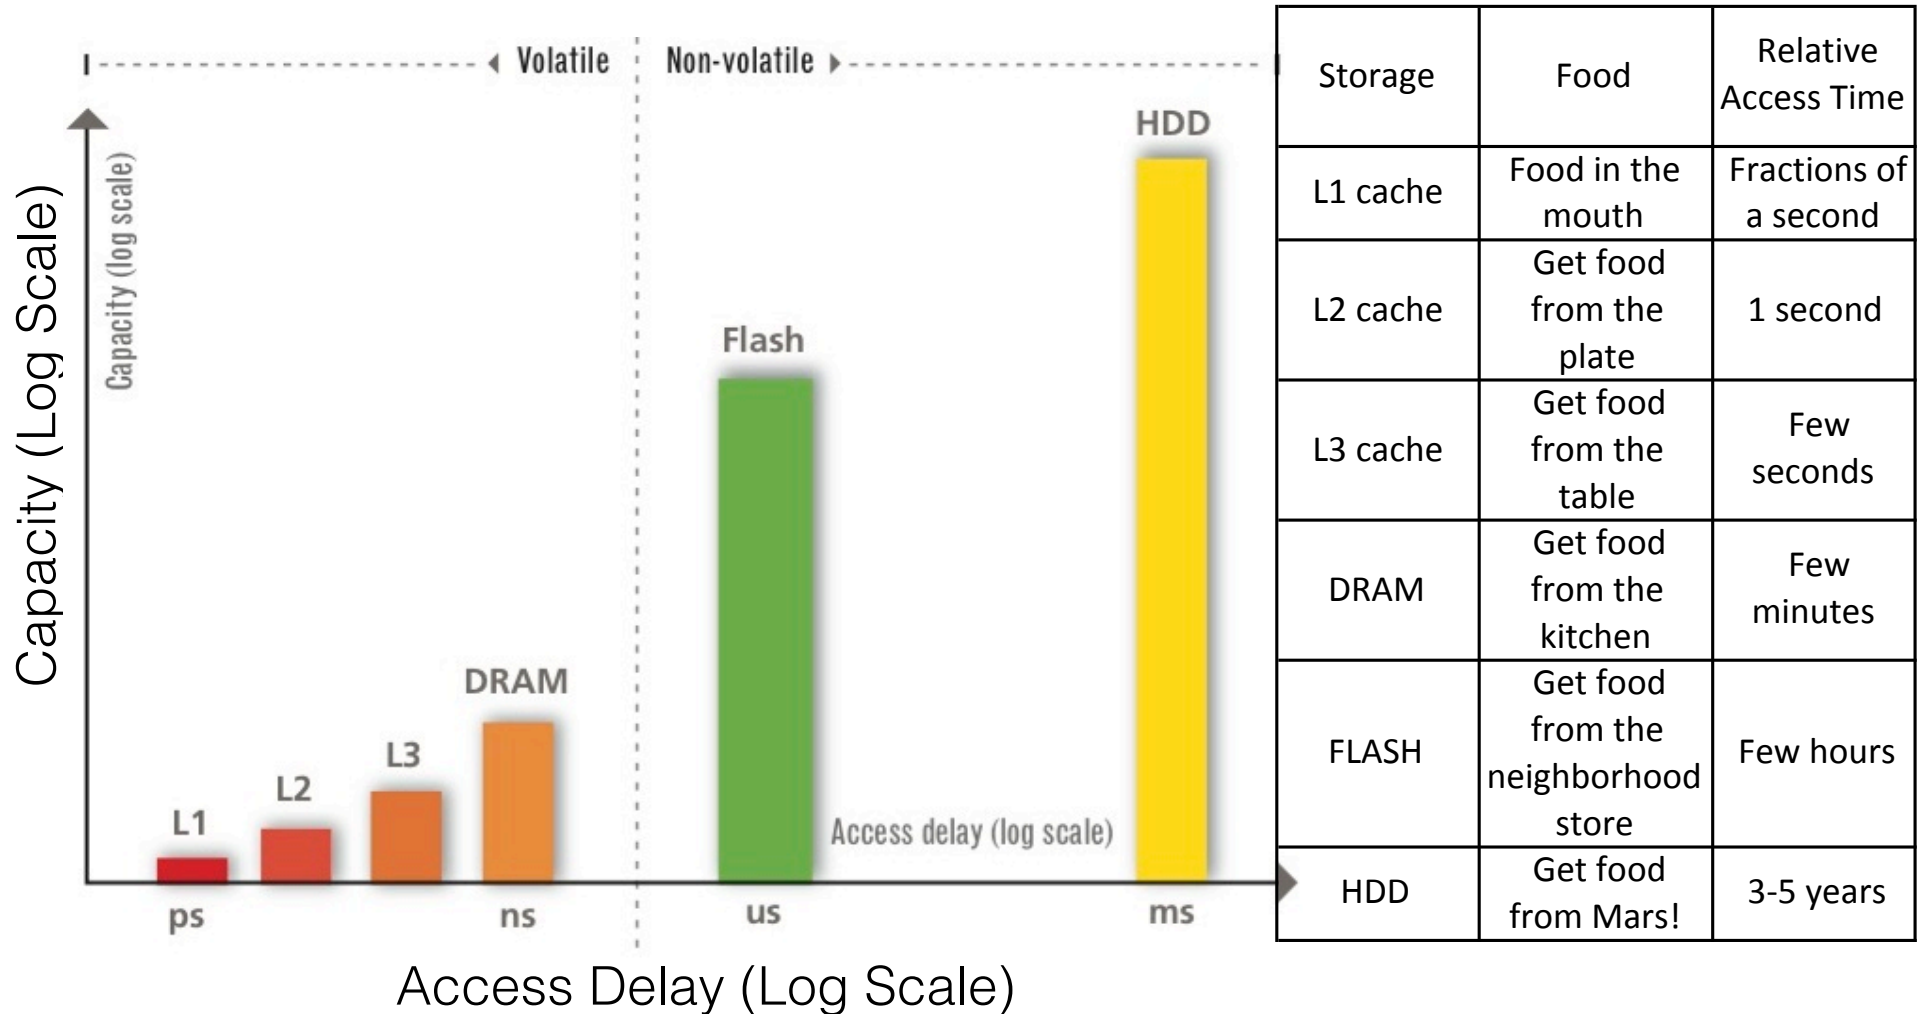 Volatile
Non-volatile
Capacity (Log Scale)
Capacity (log scale)
HDD
Flash
DRAM
L3
L2
L1
Access delay (log scale)
ps
ns
us
ms
Access Delay (Log Scale)
Storage
Food
Relative
Access Time
L1 cache
Food in the
mouth
Fractions of
a second
L2 cache
Get food
from the
plate
1 second
L3 cache
Get food
from the
table
Few
seconds
DRAM
Get food
from the
kitchen
Few
minutes
FLASH
Get food
from the
neighborhood
store
Few hours
HDD
Get food
from Mars!
3-5 years